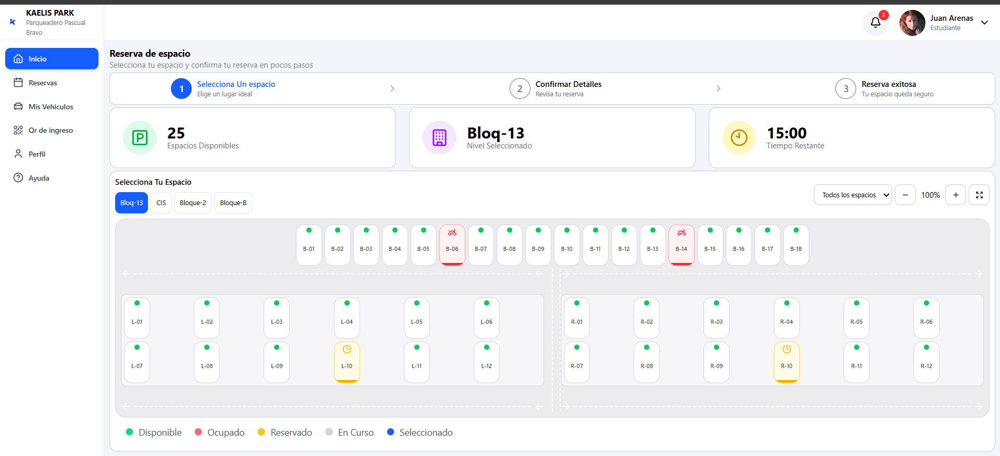 KAELIS PARK
Parqueadero Pascual
Bravo
3
Juan Arenas
Estudiante
Inicio
Reservas
Mis Vehiculos
Qr de ingreso
Perfil
Ayuda
Reserva de espacio
Selecciona tu espacio y confirma tu reserva en pocos pasos
1
Selecciona Un espacio
Elige un lugar ideal
2
Confirmar Detalles
Revisa tu reserva
3
Reserva exitosa
Tu espacio queda seguro
25
Espacios Disponibles
Bloq-13
Nivel Seleccionado
15:00
Tiempo Restante
Selecciona Tu Espacio
Bloq-13 CIS Bloque-2 Bloque-B
Todos los espacios − 100% +
B-01 B-02 B-03 B-04 B-05 B-06 B-07 B-08 B-09 B-10 B-11 B-12 B-13 B-14 B-15 B-16 B-17 B-18
L-01 L-02 L-03 L-04 L-05 L-06 R-01 R-02 R-03 R-04 R-05 R-06
L-07 L-08 L-09 L-10 L-11 L-12 R-07 R-08 R-09 R-10 R-11 R-12
Disponible Ocupado Reservado En Curso Seleccionado